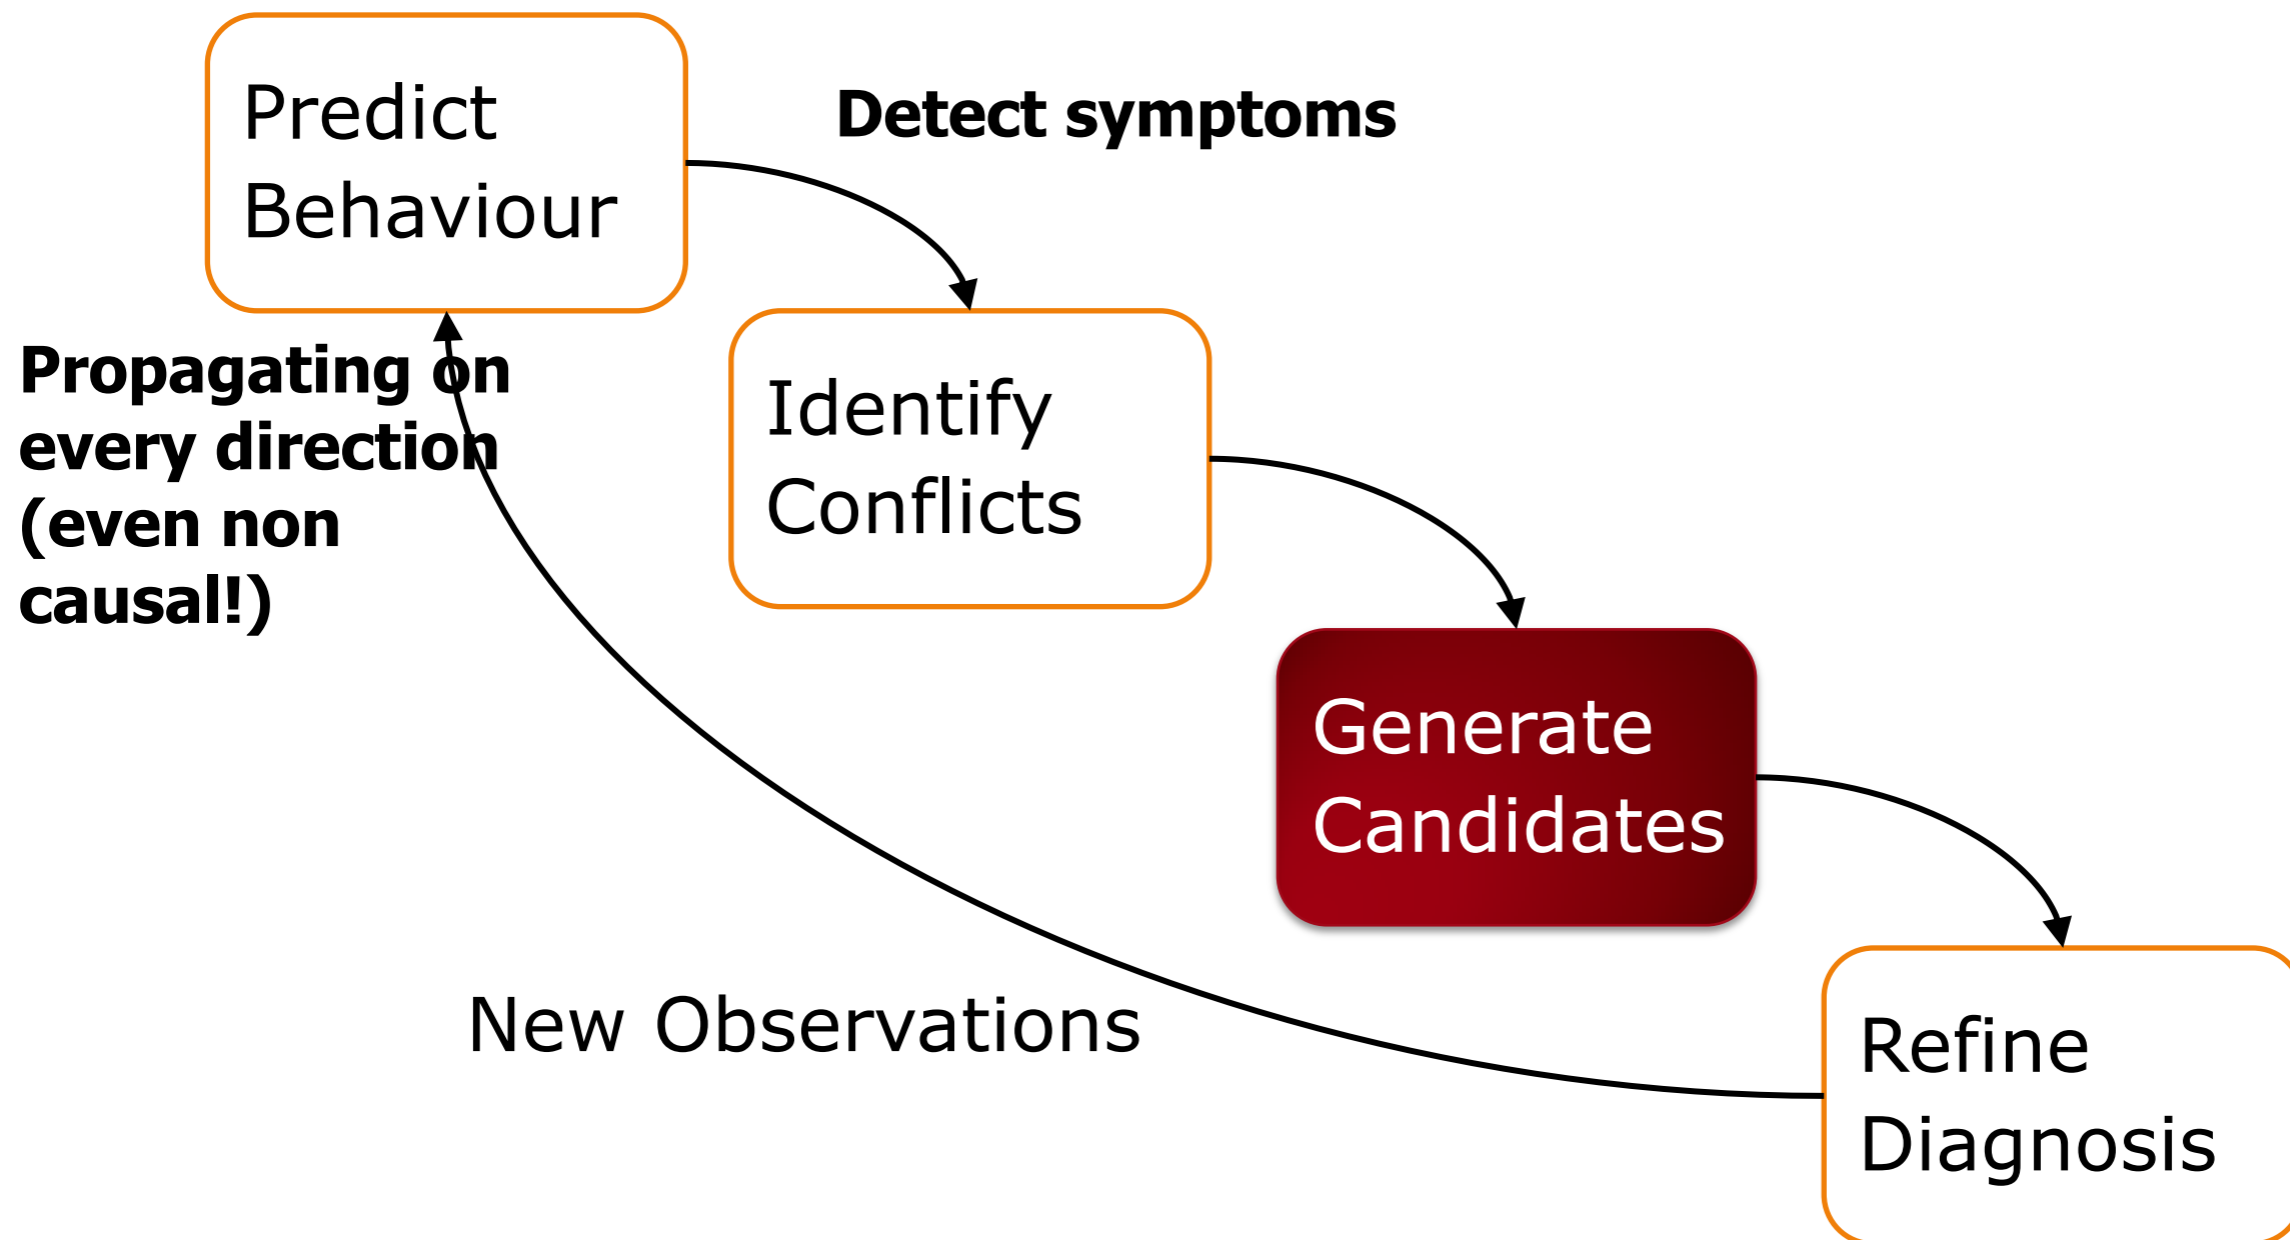 Predict
Behaviour
Detect symptoms
Propagating on
every direction
(even non
causal!)
Identify
Conflicts
Generate
Candidates
New Observations
Refine
Diagnosis